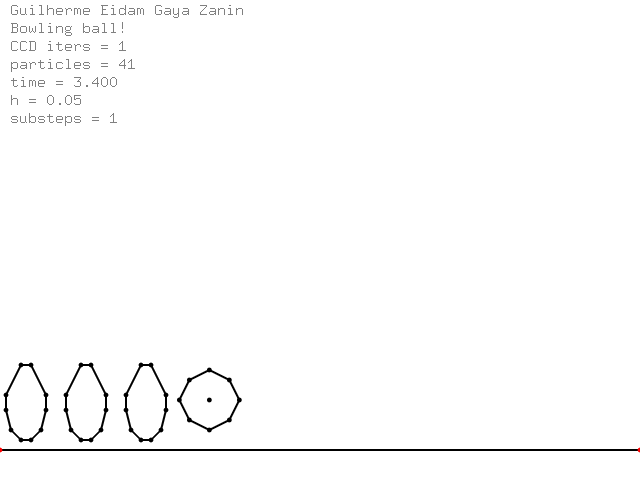 Guilherme Eidam Gaya Zanin
Bowling ball!
CCD iters = 1
particles = 41
time = 3.400
h = 0.05
substeps = 1